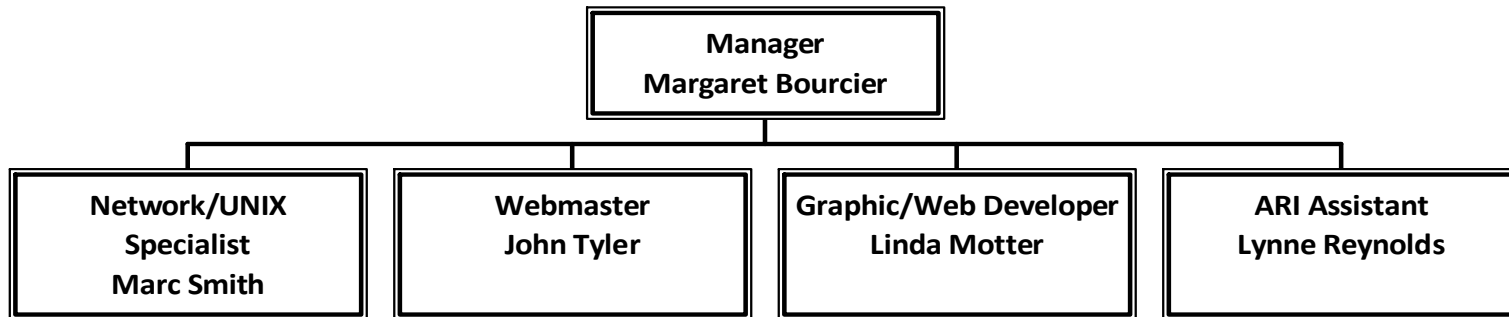 Manager
Margaret Bourcier
Network/UNIX
Specialist
Marc Smith
Webmaster
John Tyler
Graphic/Web Developer
Linda Motter
ARI Assistant
Lynne Reynolds